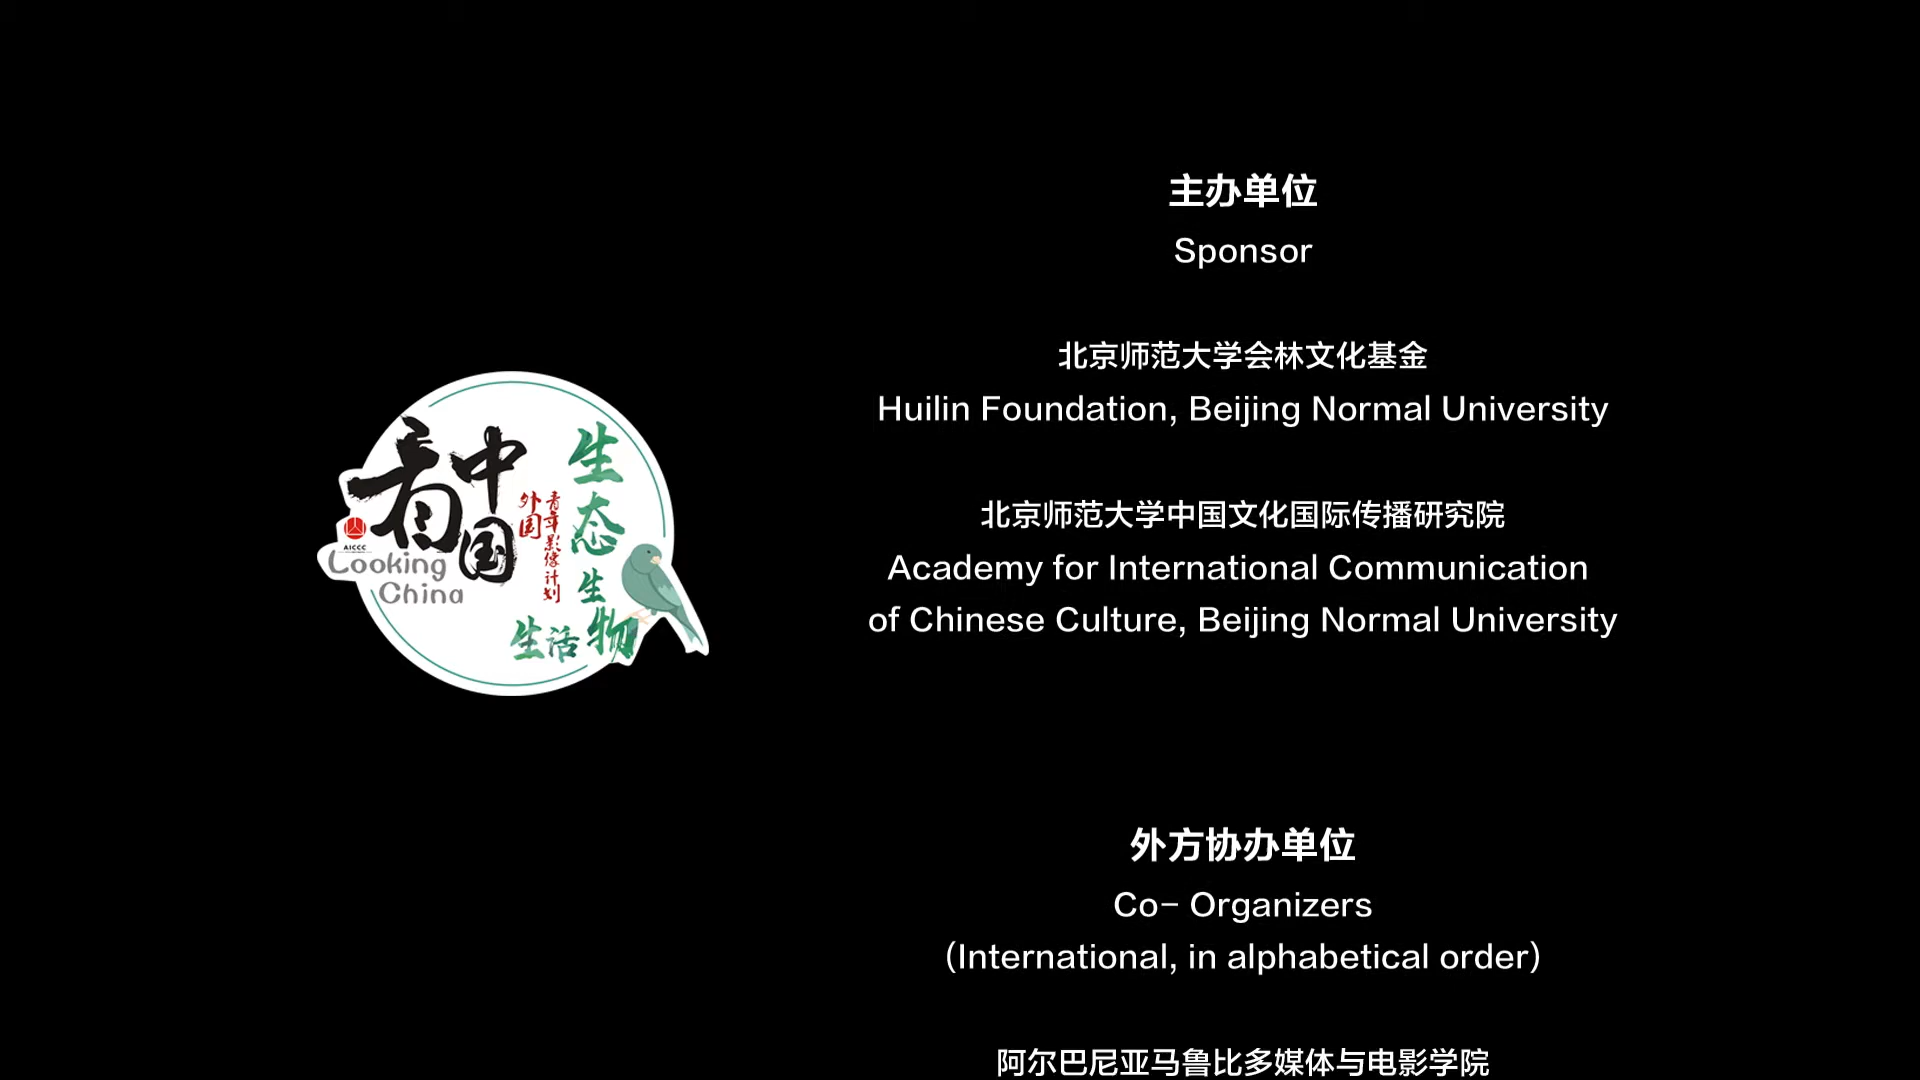 看中国
外国
青年影像计划
AICCC
Looking
China
生态
生物
生活
主办单位
Sponsor
北京师范大学会林文化基金
Huilin Foundation, Beijing Normal University
北京师范大学中国文化国际传播研究院
Academy for International Communication
of Chinese Culture, Beijing Normal University
外方协办单位
Co- Organizers
(International, in alphabetical order)
阿尔巴尼亚马鲁比多媒体与电影学院